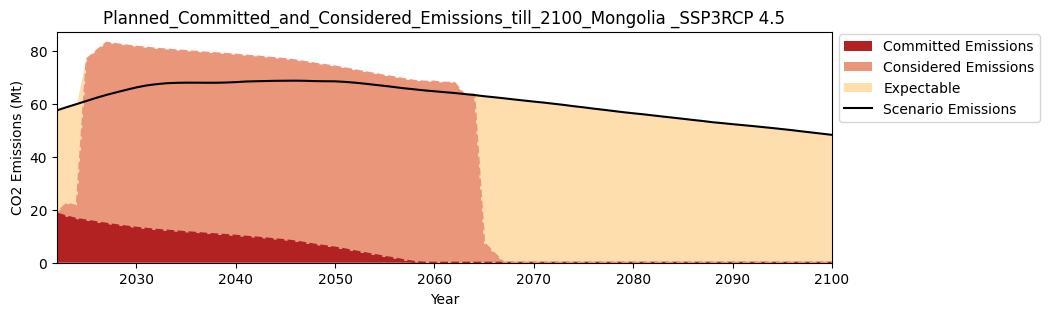 Planned_Committed_and_Considered_Emissions_till_2100_Mongolia _SSP3RCP 4.5
CO2 Emissions (Mt)
80
60
40
20
0
2030 2040 2050 2060 2070 2080 2090 2100
Year
Committed Emissions
Considered Emissions
Expectable
Scenario Emissions